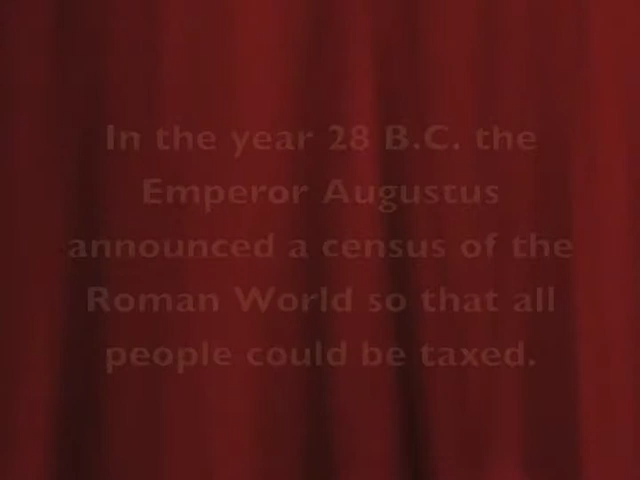 In the year 28 B.C. the
Emperor Augustus
announced a census of the
Roman World so that all
people could be taxed.